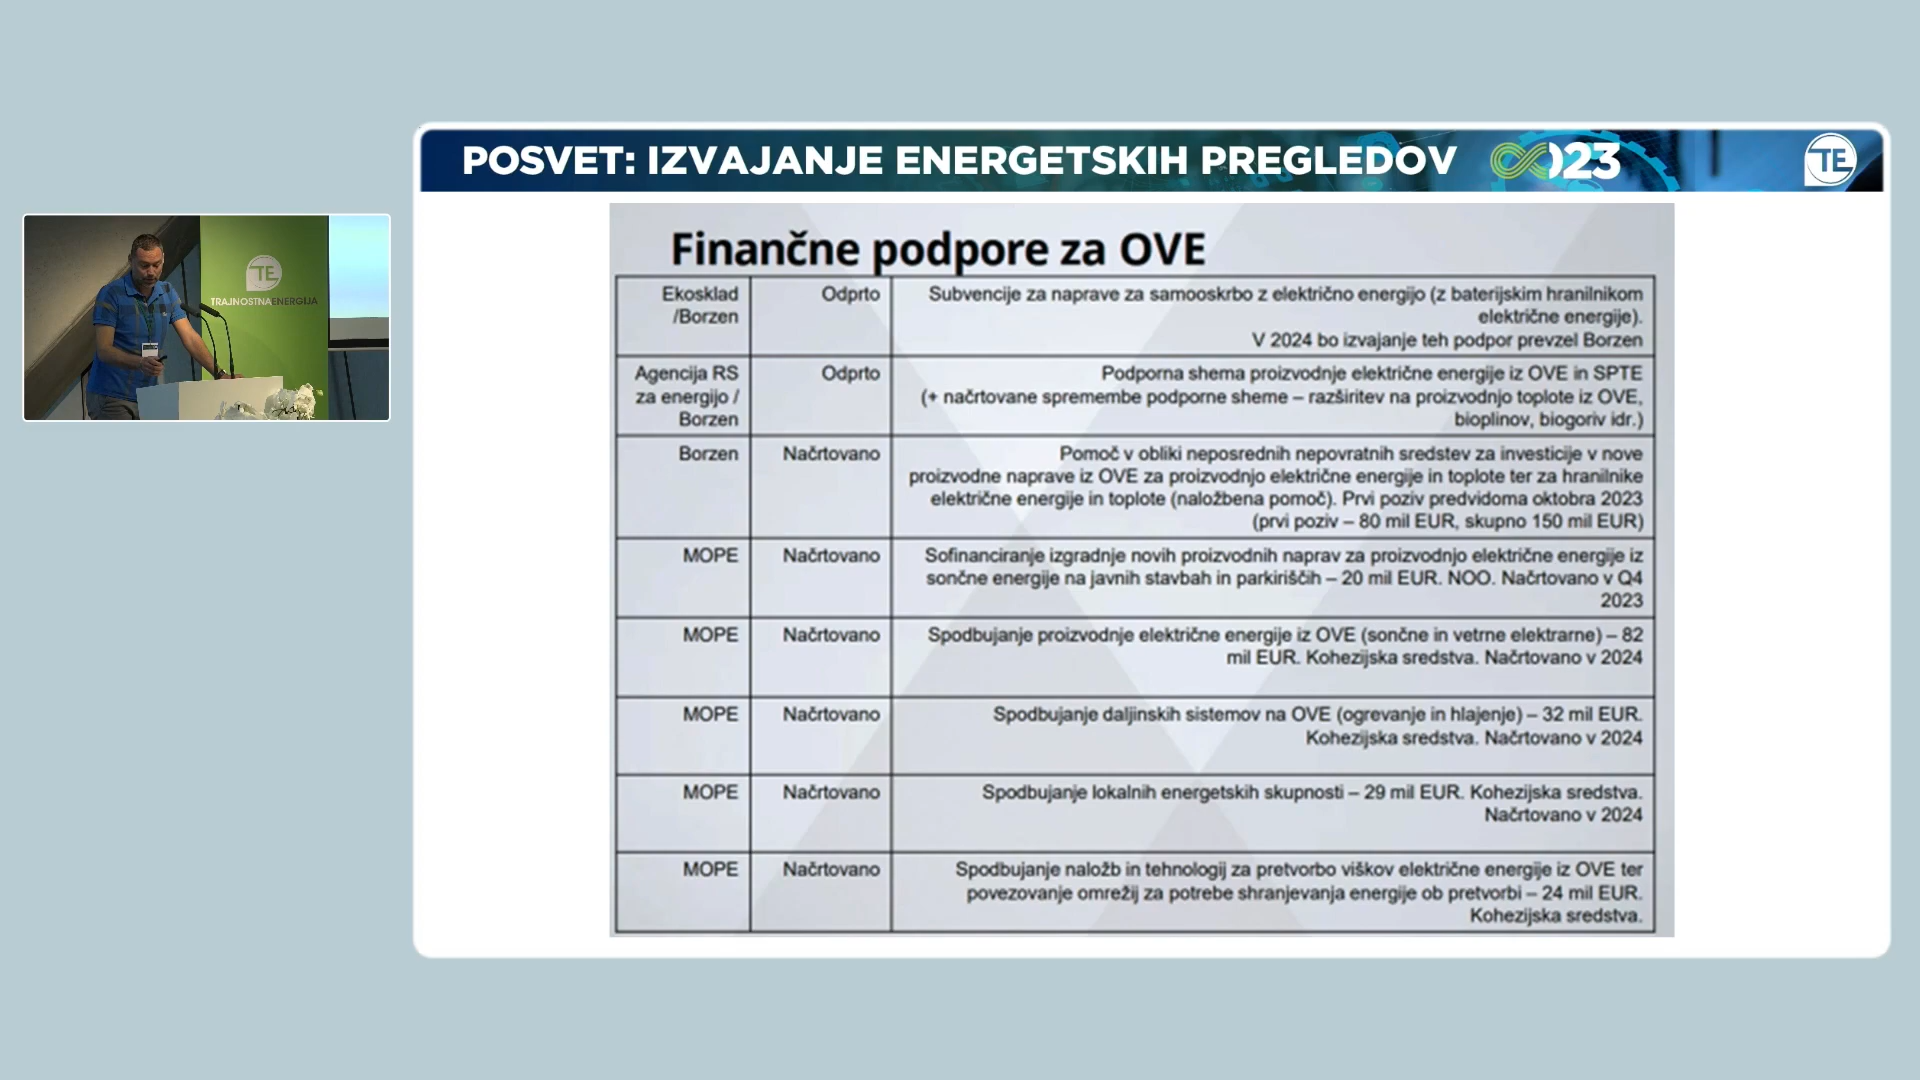 POSVET: IZVAJANJE ENERGETSKIH PREGLEDOV
023
TE
TE
TRAJNOSTNAENERGIJA
Finančne podpore za OVE
Ekosklad
/Borzen
Odprto
Subvencije za naprave za samooskrbo z električno energijo (z baterijskim hranilnikom
električne energije).
V 2024 bo izvajanje teh podpor prevzel Borzen
Agencija RS
za energijo /
Borzen
Odprto
Podporna shema proizvodnje električne energije iz OVE in SPTE
(+ načrtovane spremembe podporne sheme – razširitev na proizvodnjo toplote iz OVE,
bioplinov, biogoriv idr.)
Borzen
Načrtovano
Pomoč v obliki neposrednih nepovratnih sredstev za investicije v nove
proizvodne naprave iz OVE za proizvodnjo električne energije in toplote ter za hranilnike
električne energije in toplote (naložbena pomoč). Prvi poziv predvidoma oktobra 2023
(prvi poziv – 80 mil EUR, skupno 150 mil EUR)
MOPE
Načrtovano
Sofinanciranje izgradnje novih proizvodnih naprav za proizvodnjo električne energije iz
sončne energije na javnih stavbah in parkiriščih – 20 mil EUR. NOO. Načrtovano v Q4
2023
MOPE
Načrtovano
Spodbujanje proizvodnje električne energije iz OVE (sončne in vetrne elektrarne) – 82
mil EUR. Kohezijska sredstva. Načrtovano v 2024
MOPE
Načrtovano
Spodbujanje daljinskih sistemov na OVE (ogrevanje in hlajenje) – 32 mil EUR.
Kohezijska sredstva. Načrtovano v 2024
MOPE
Načrtovano
Spodbujanje lokalnih energetskih skupnosti – 29 mil EUR. Kohezijska sredstva.
Načrtovano v 2024
MOPE
Načrtovano
Spodbujanje naložb in tehnologij za pretvorbo viškov električne energije iz OVE ter
povezovanje omrežij za potrebe shranjevanja energije ob pretvorbi – 24 mil EUR.
Kohezijska sredstva.